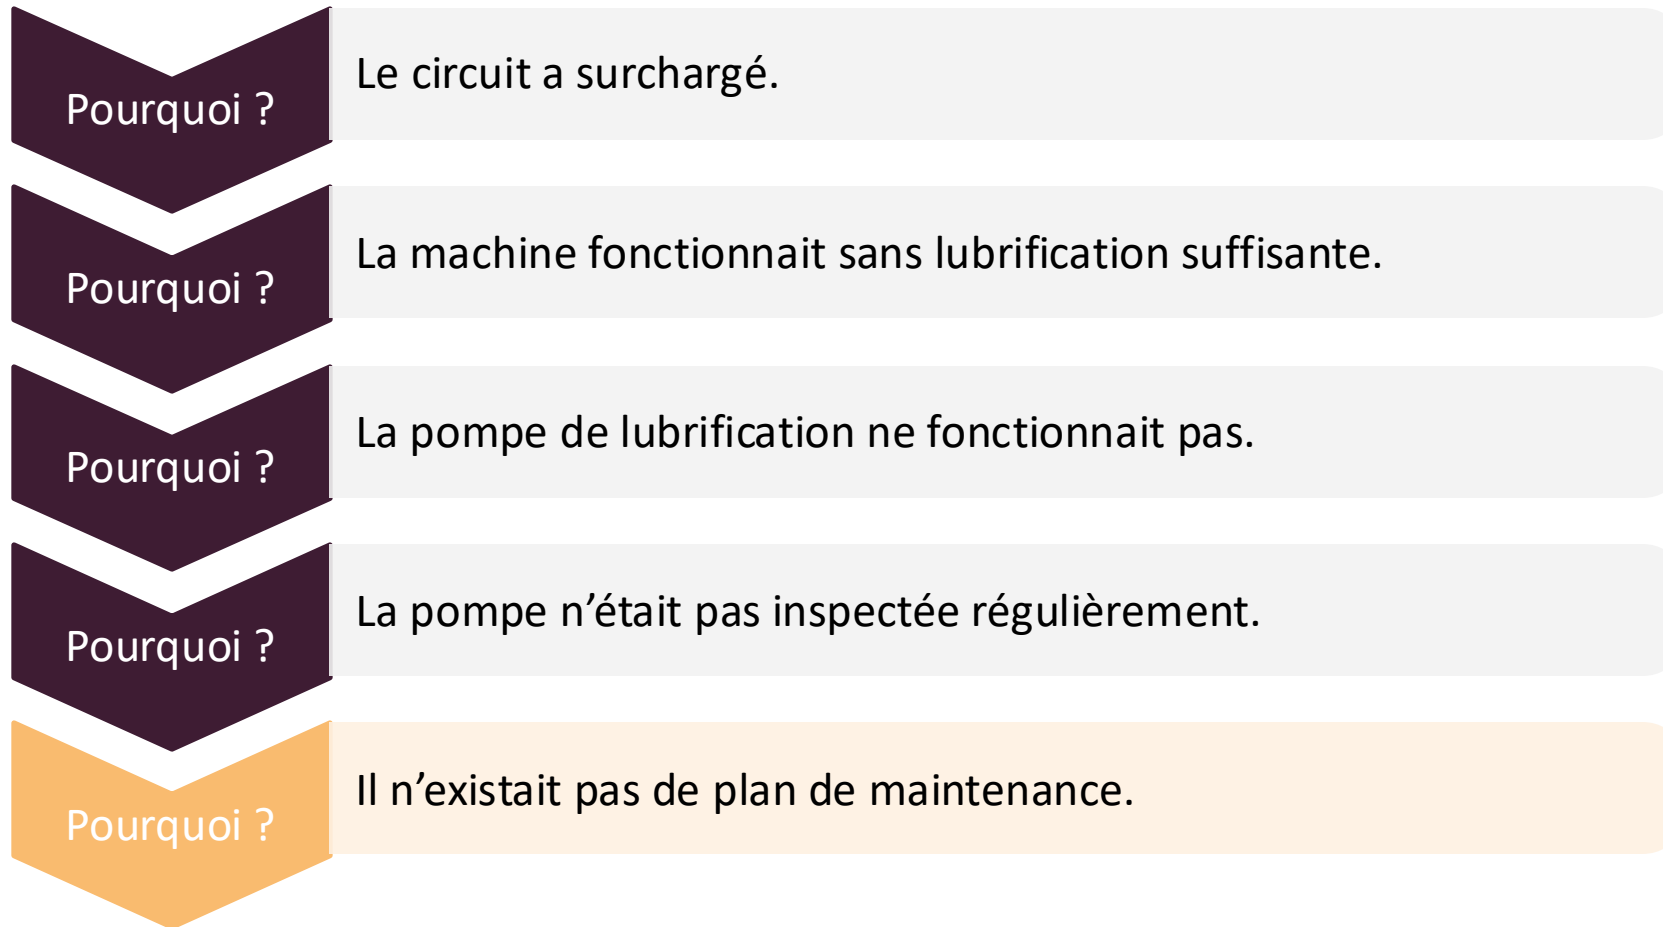 Pourquoi ?
Le circuit a surchargé.
Pourquoi ?
La machine fonctionnait sans lubrification suffisante.
Pourquoi ?
La pompe de lubrification ne fonctionnait pas.
Pourquoi ?
La pompe n’était pas inspectée régulièrement.
Pourquoi ?
Il n’existait pas de plan de maintenance.